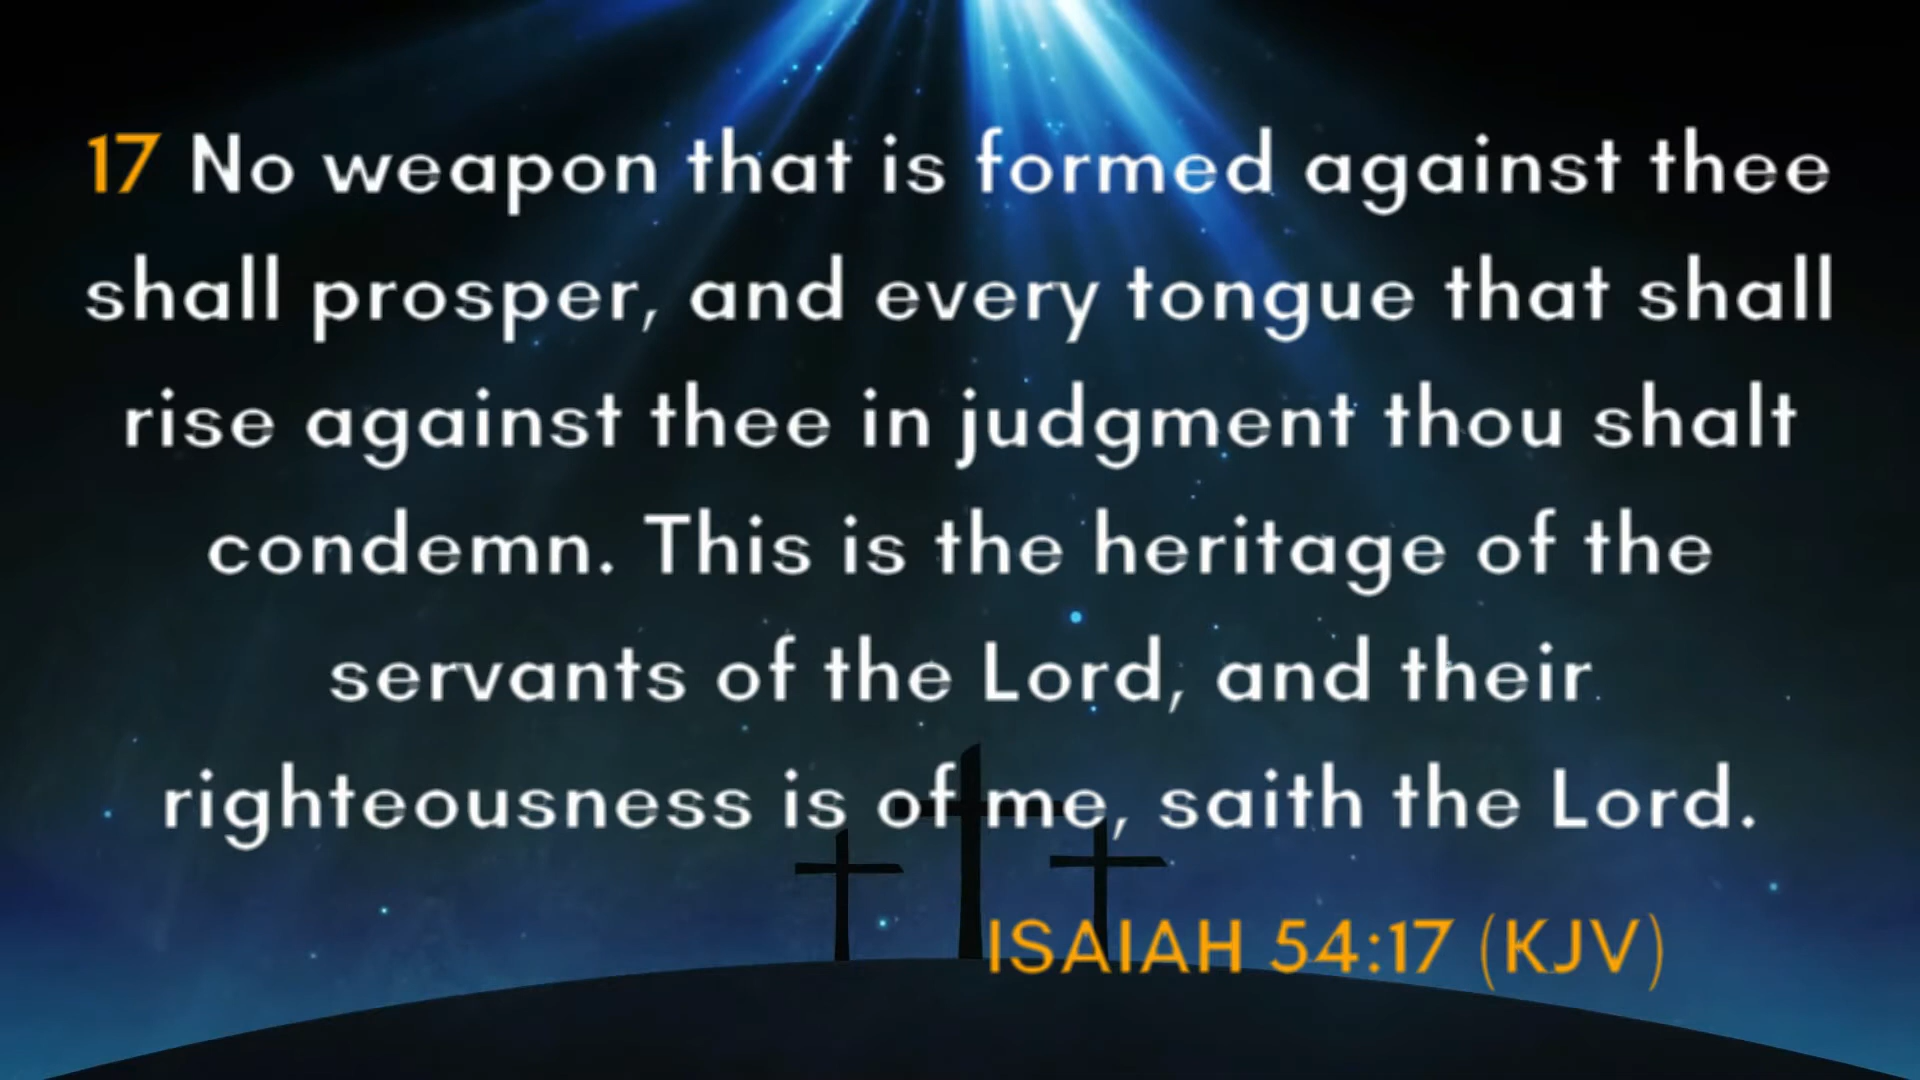 17 No weapon that is formed against thee
shall prosper, and every tongue that shall
rise against thee in judgment thou shalt
condemn. This is the heritage of the
servants of the Lord, and their
righteousness is of me, saith the Lord.
ISAIAH 54:17 (KJV)